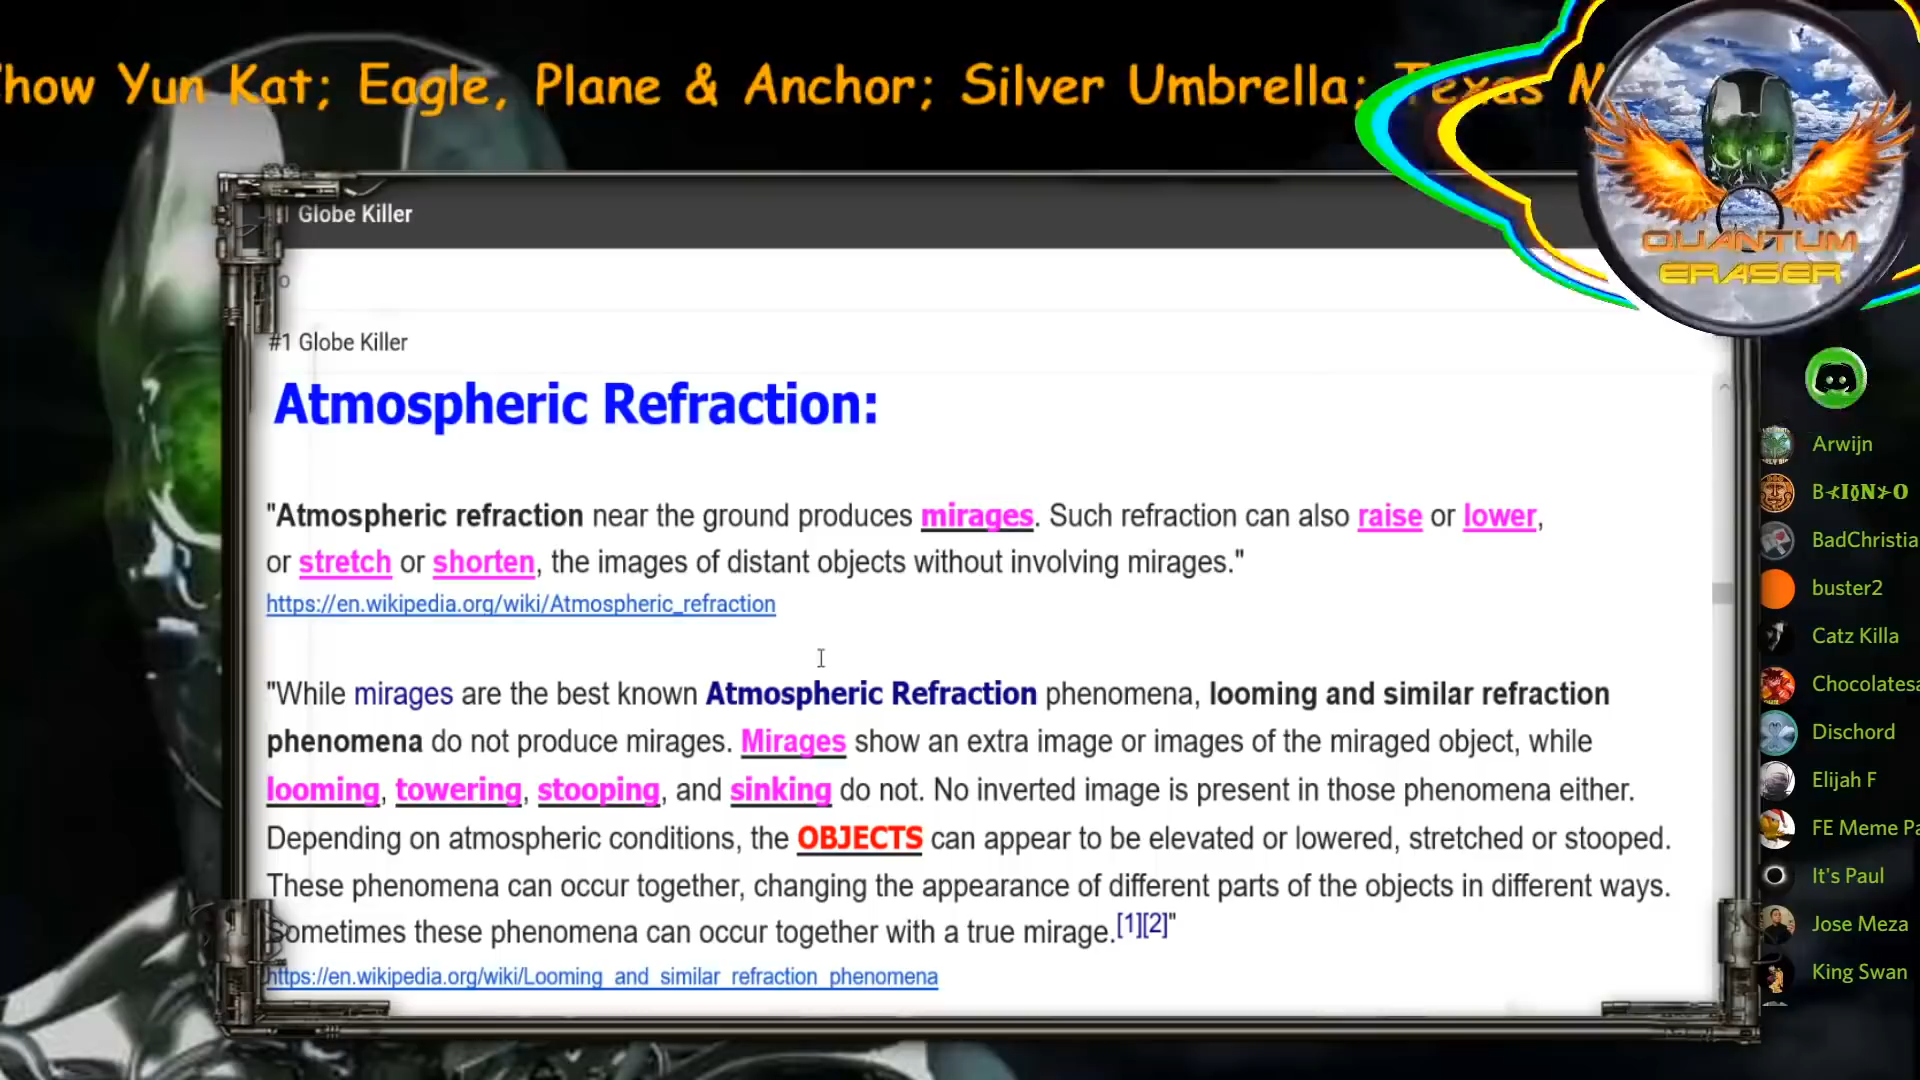 how Yun Kat; Eagle, Plane & Anchor; Silver Umbrella; Texas
QUANTUM
ERASER
Globe Killer
#1 Globe Killer
Atmospheric Refraction:
"Atmospheric refraction near the ground produces mirages. Such refraction can also raise or lower,
or stretch or shorten, the images of distant objects without involving mirages."
https://en.wikipedia.org/wiki/Atmospheric_refraction
"While mirages are the best known Atmospheric Refraction phenomena, looming and similar refraction
phenomena do not produce mirages. Mirages show an extra image or images of the miraged object, while
looming, towering, stooping, and sinking do not. No inverted image is present in those phenomena either.
Depending on atmospheric conditions, the OBJECTS can appear to be elevated or lowered, stretched or stooped.
These phenomena can occur together, changing the appearance of different parts of the objects in different ways.
Sometimes these phenomena can occur together with a true mirage.[1][2]"
https://en.wikipedia.org/wiki/Looming_and_similar_refraction_phenomena
Arwijn
BadChristia
buster2
Catz Killa
Chocolatesa
Dischord
Elijah F
FE Meme Pa
It's Paul
Jose Meza
King Swan